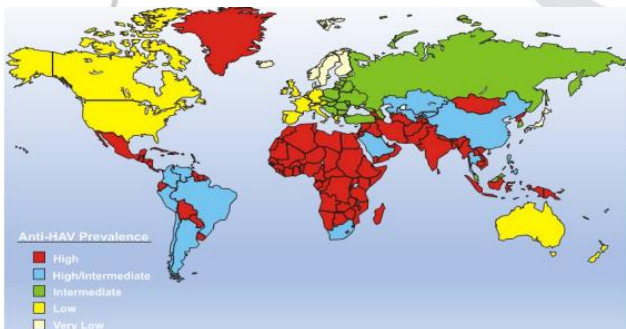 Anti-HAV Prevalence
High
High/Intermediate
Intermediate
Low
Very Low